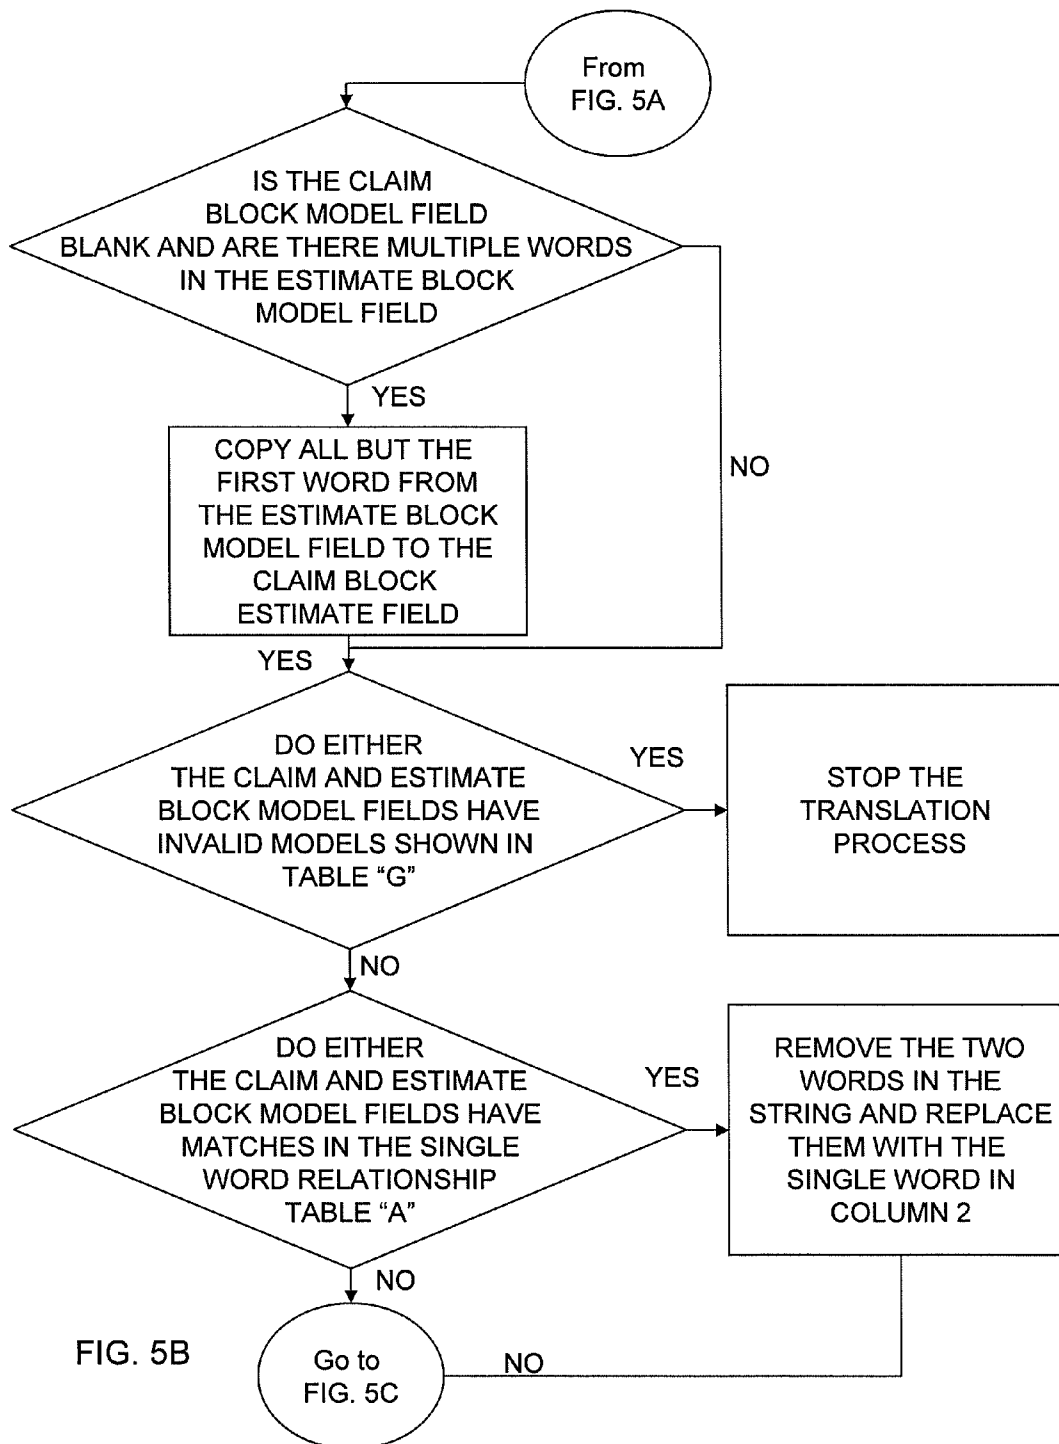 From
FIG. 5A
IS THE CLAIM
BLOCK MODEL FIELD
BLANK AND ARE THERE MULTIPLE WORDS
IN THE ESTIMATE BLOCK
MODEL FIELD
YES
NO
COPY ALL BUT THE
FIRST WORD FROM
THE ESTIMATE BLOCK
MODEL FIELD TO THE
CLAIM BLOCK
ESTIMATE FIELD
YES
DO EITHER
THE CLAIM AND ESTIMATE
BLOCK MODEL FIELDS HAVE
INVALID MODELS SHOWN IN
TABLE “G”
YES
STOP THE
TRANSLATION
PROCESS
NO
DO EITHER
THE CLAIM AND ESTIMATE
BLOCK MODEL FIELDS HAVE
MATCHES IN THE SINGLE
WORD RELATIONSHIP
TABLE “A”
YES
REMOVE THE TWO
WORDS IN THE
STRING AND REPLACE
THEM WITH THE
SINGLE WORD IN
COLUMN 2
NO
Go to
FIG. 5C
NO
FIG. 5B